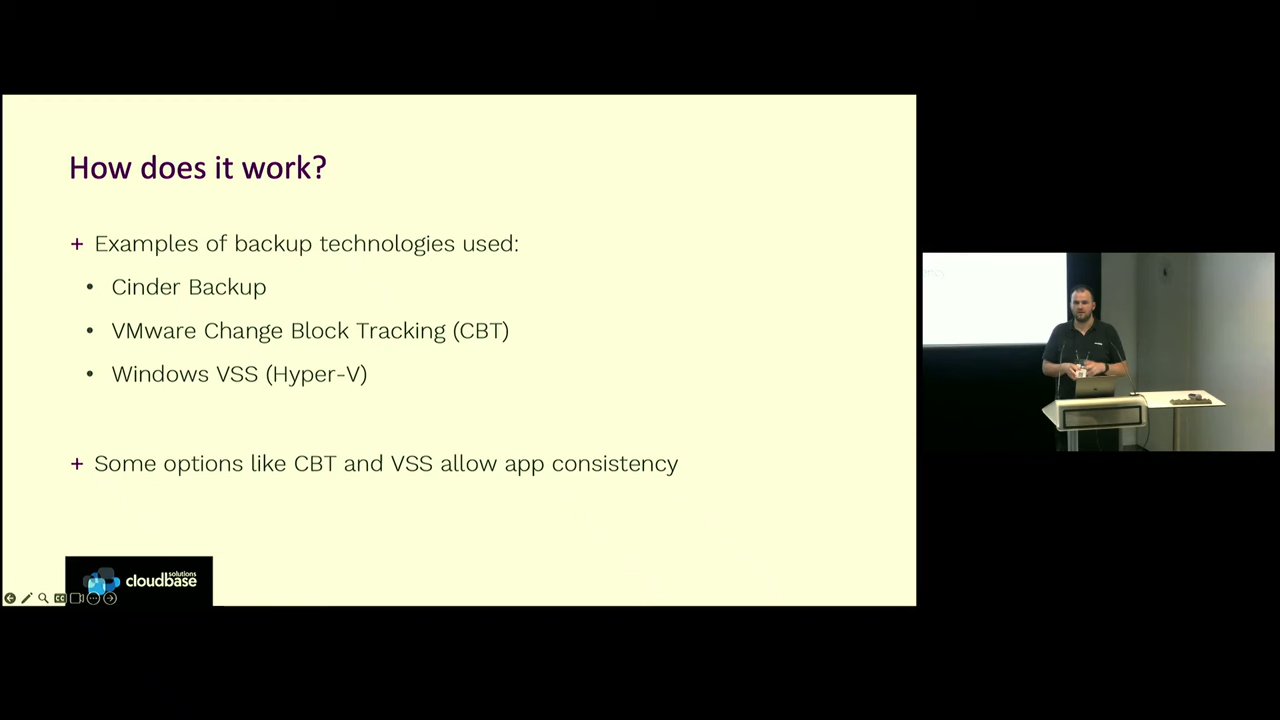 How does it work?
+ Examples of backup technologies used:
• Cinder Backup
• VMware Change Block Tracking (CBT)
• Windows VSS (Hyper-V)
+ Some options like CBT and VSS allow app consistency
cloudbase
solutions